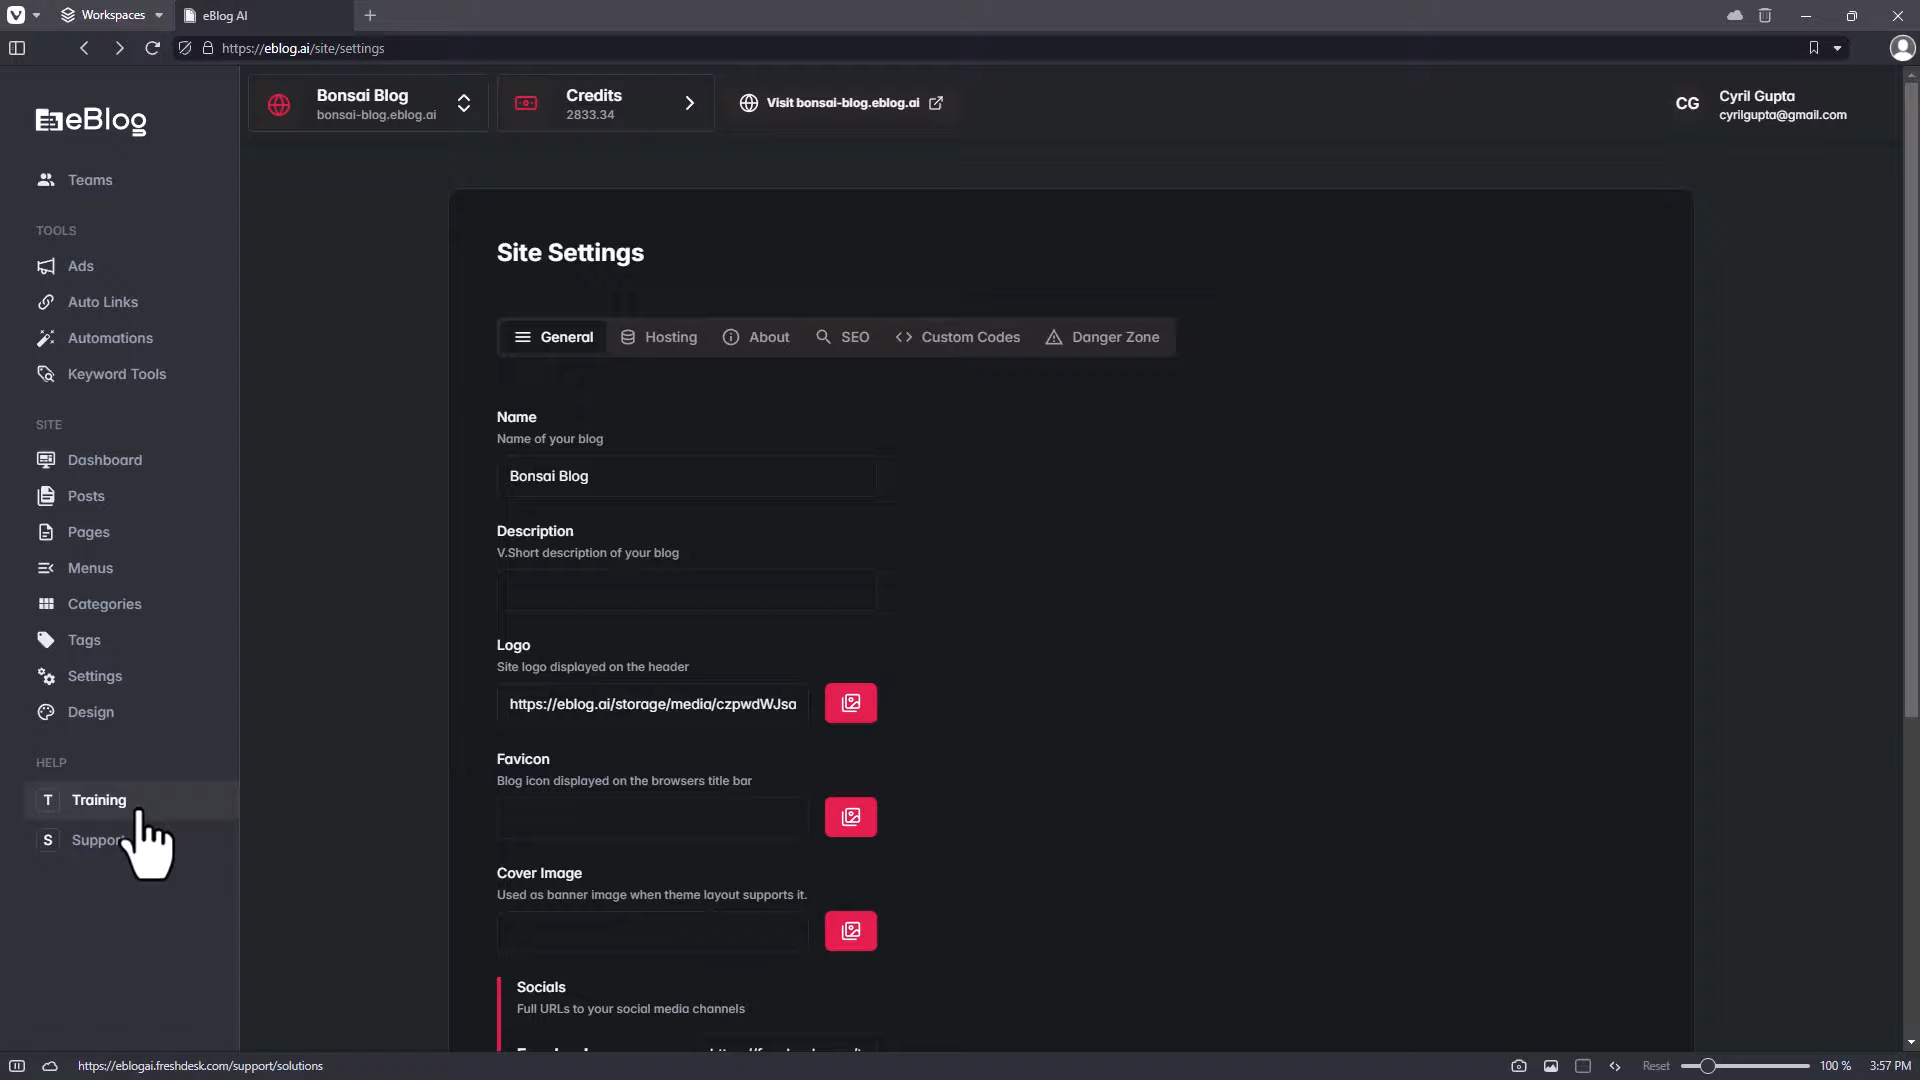 Workspaces
eBlog AI
https://eblog.ai/site/settings
eBlog
Bonsai Blog
bonsai-blog.eblog.ai
Credits
2833.34
Visit bonsai-blog.eblog.ai
CG
Cyril Gupta
cyrilgupta@gmail.com
Teams
TOOLS
Ads
Auto Links
Automations
Keyword Tools
SITE
Dashboard
Posts
Pages
Menus
Categories
Tags
Settings
Design
HELP
T Training
S Support
Site Settings
General Hosting About SEO Custom Codes Danger Zone
Name
Name of your blog
Bonsai Blog
Description
V.Short description of your blog
Logo
Site logo displayed on the header
https://eblog.ai/storage/media/czpwdWJsa
Favicon
Blog icon displayed on the browsers title bar
Cover Image
Used as banner image when theme layout supports it.
Socials
Full URLs to your social media channels
https://eblogai.freshdesk.com/support/solutions
Reset
100 %
3:57 PM